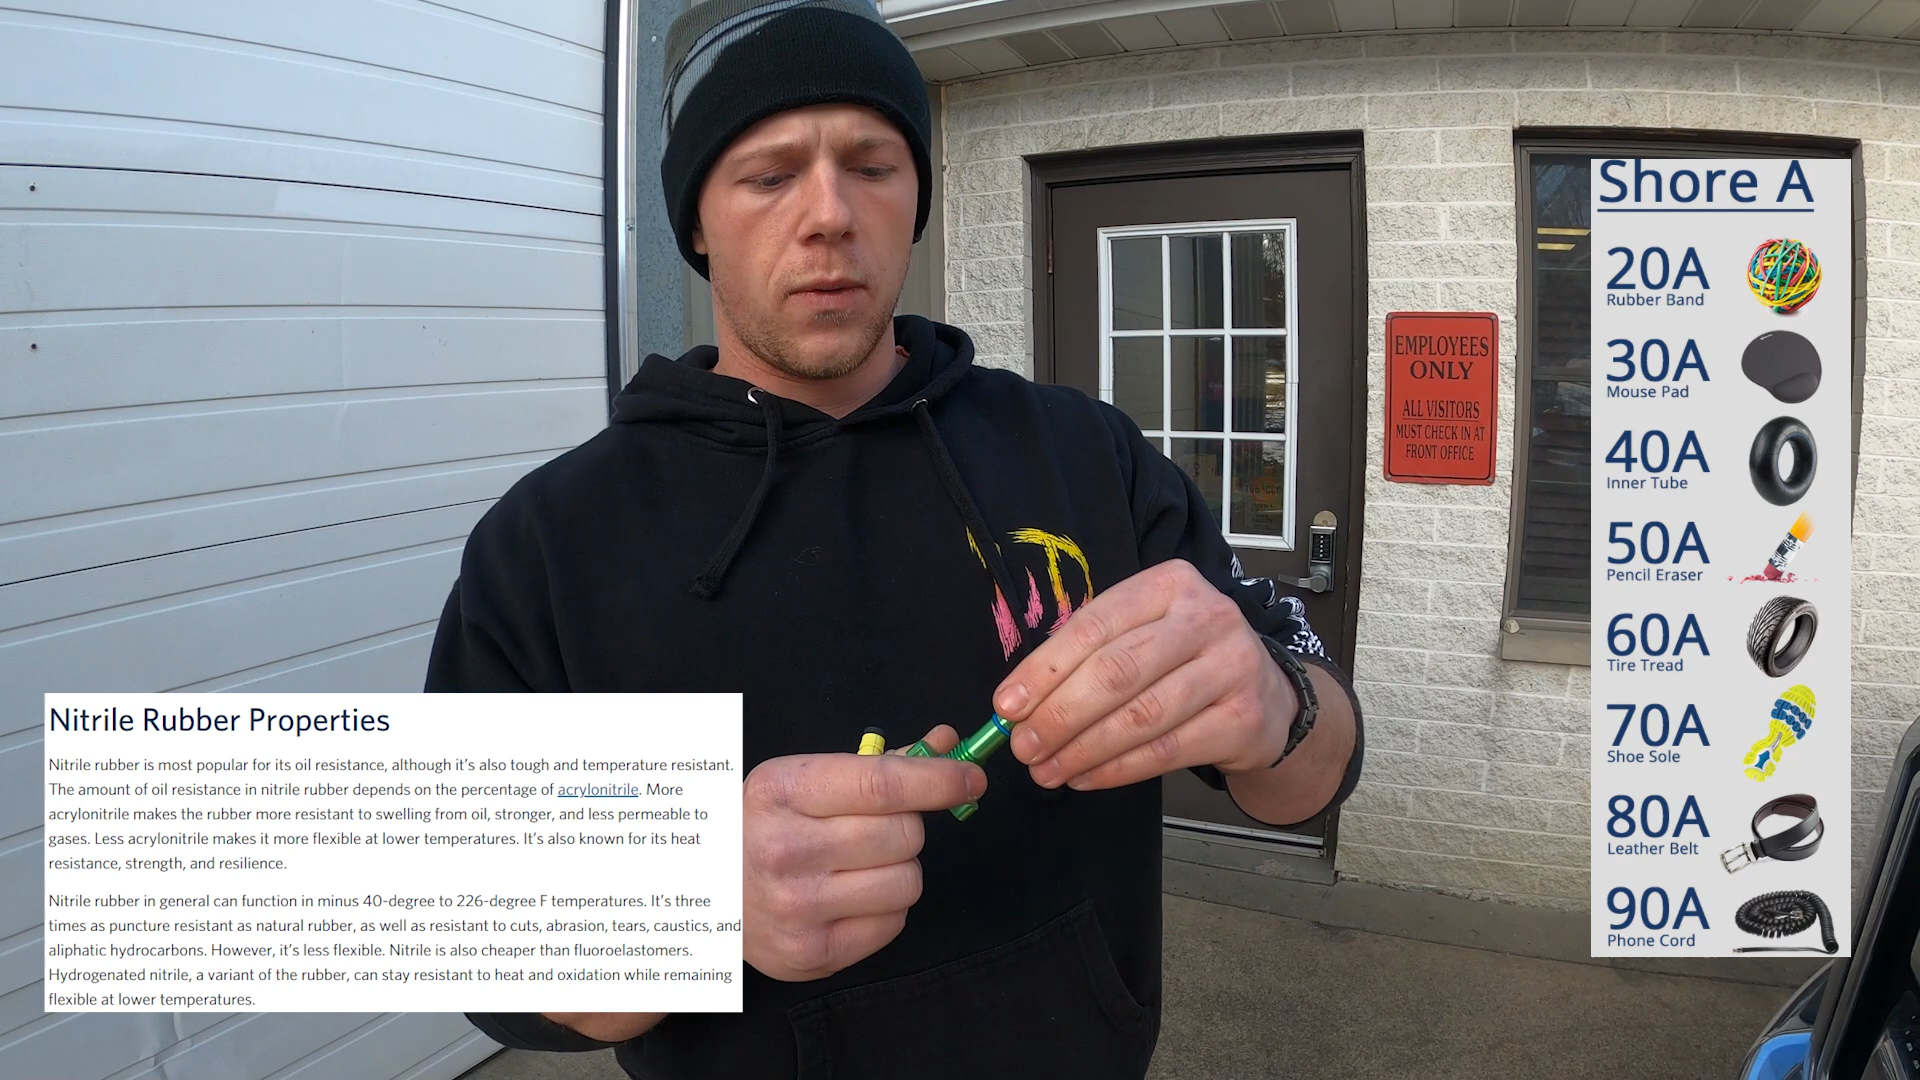 EMPLOYEES
ONLY
ALL VISITORS
MUST CHECK IN AT
FRONT OFFICE
Shore A
20A
Rubber Band
30A
Mouse Pad
40A
Inner Tube
50A
Pencil Eraser
60A
Tire Tread
70A
Shoe Sole
80A
Leather Belt
90A
Phone Cord
Nitrile Rubber Properties
Nitrile rubber is most popular for its oil resistance, although it's also tough and temperature resistant.
The amount of oil resistance in nitrile rubber depends on the percentage of acrylonitrile. More
acrylonitrile makes the rubber more resistant to swelling from oil, stronger, and less permeable to
gases. Less acrylonitrile makes it more flexible at lower temperatures. It's also known for its heat
resistance, strength, and resilience.
Nitrile rubber in general can function in minus 40-degree to 226-degree F temperatures. It's three
times as puncture resistant as natural rubber, as well as resistant to cuts, abrasion, tears, caustics, and
aliphatic hydrocarbons. However, it's less flexible. Nitrile is also cheaper than fluoroelastomers.
Hydrogenated nitrile, a variant of the rubber, can stay resistant to heat and oxidation while remaining
flexible at lower temperatures.